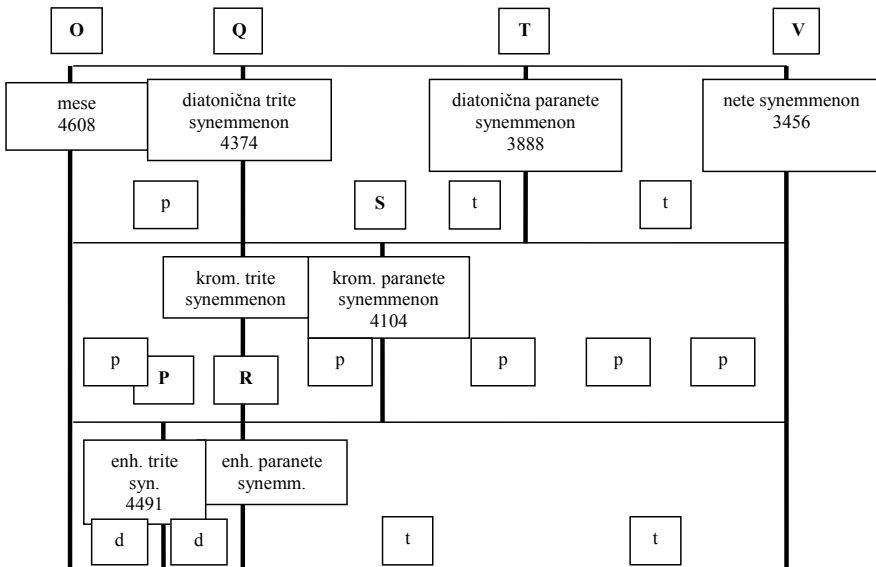 O Q T V
mese
4608
diatonična trite
synemmenon
4374
diatonična paranete
synemmenon
3888
nete synemmenon
3456
p S t t
krom. trite
synemmenon
krom. paranete
synemmenon
4104
p P R p p p p
enh. trite
syn.
4491
enh. paranete
synemm.
d d t t